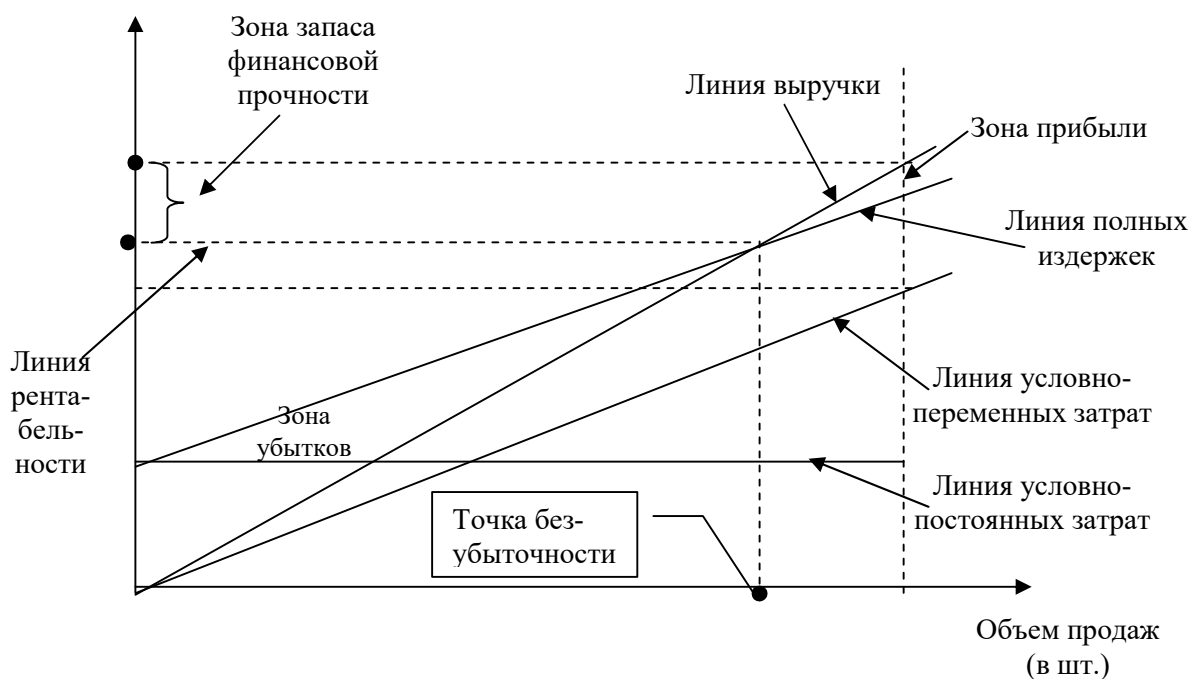 Зона запаса
финансовой
прочности
Линия выручки
Зона прибыли
Линия полных
издержек
Линия
рента-
бель-
ности
Зона
убытков
Линия условно-
переменных затрат
Линия условно-
постоянных затрат
Точка без-
убыточности
Объем продаж
(в шт.)